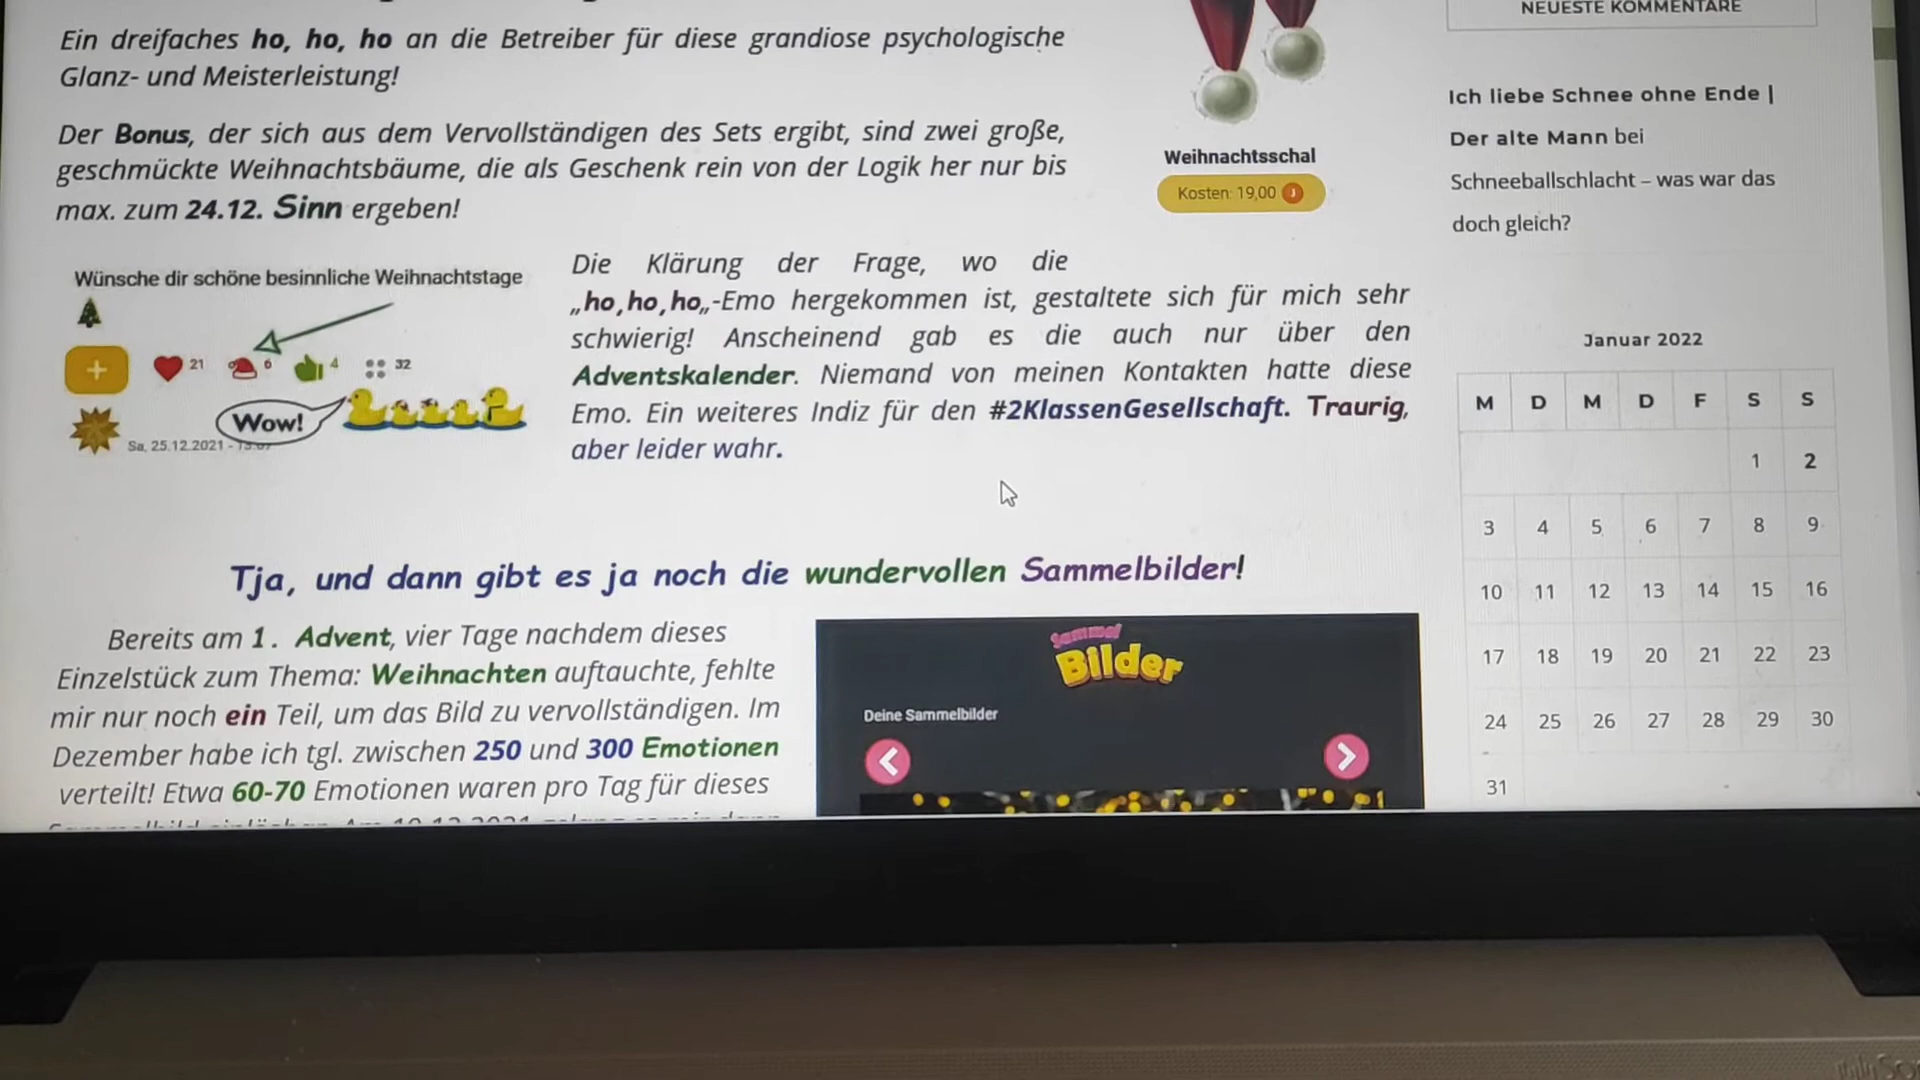 Ein dreifaches ho, ho, ho an die Betreiber für diese grandiose psychologische
Glanz- und Meisterleistung!
Der Bonus, der sich aus dem Vervollständigen des Sets ergibt, sind zwei große,
geschmückte Weihnachtsbäume, die als Geschenk rein von der Logik her nur bis
max. zum 24.12. Sinn ergeben!
Weihnachtsschal
Kosten: 19,00
Wünsche dir schöne besinnliche Weihnachtstage
21
6
4
32
Wow!
Sa, 25.12.2021 -
Die Klärung der Frage, wo die
„ho,ho,ho„-Emo hergekommen ist, gestaltete sich für mich sehr
schwierig! Anscheinend gab es die auch nur über den
Adventskalender. Niemand von meinen Kontakten hatte diese
Emo. Ein weiteres Indiz für den #2KlassenGesellschaft. Traurig,
aber leider wahr.
Tja, und dann gibt es ja noch die wundervollen Sammelbilder!
Bereits am 1. Advent, vier Tage nachdem dieses
Einzelstück zum Thema: Weihnachten auftauchte, fehlte
mir nur noch ein Teil, um das Bild zu vervollständigen. Im
Dezember habe ich tgl. zwischen 250 und 300 Emotionen
verteilt! Etwa 60-70 Emotionen waren pro Tag für dieses
Sammel
Bilder
Deine Sammelbilder
NEUESTE KOMMENTARE
Ich liebe Schnee ohne Ende |
Der alte Mann bei
Schneeballschlacht – was war das
doch gleich?
Januar 2022
M D M D F S S
1 2
3 4 5 6 7 8 9
10 11 12 13 14 15 16
17 18 19 20 21 22 23
24 25 26 27 28 29 30
31